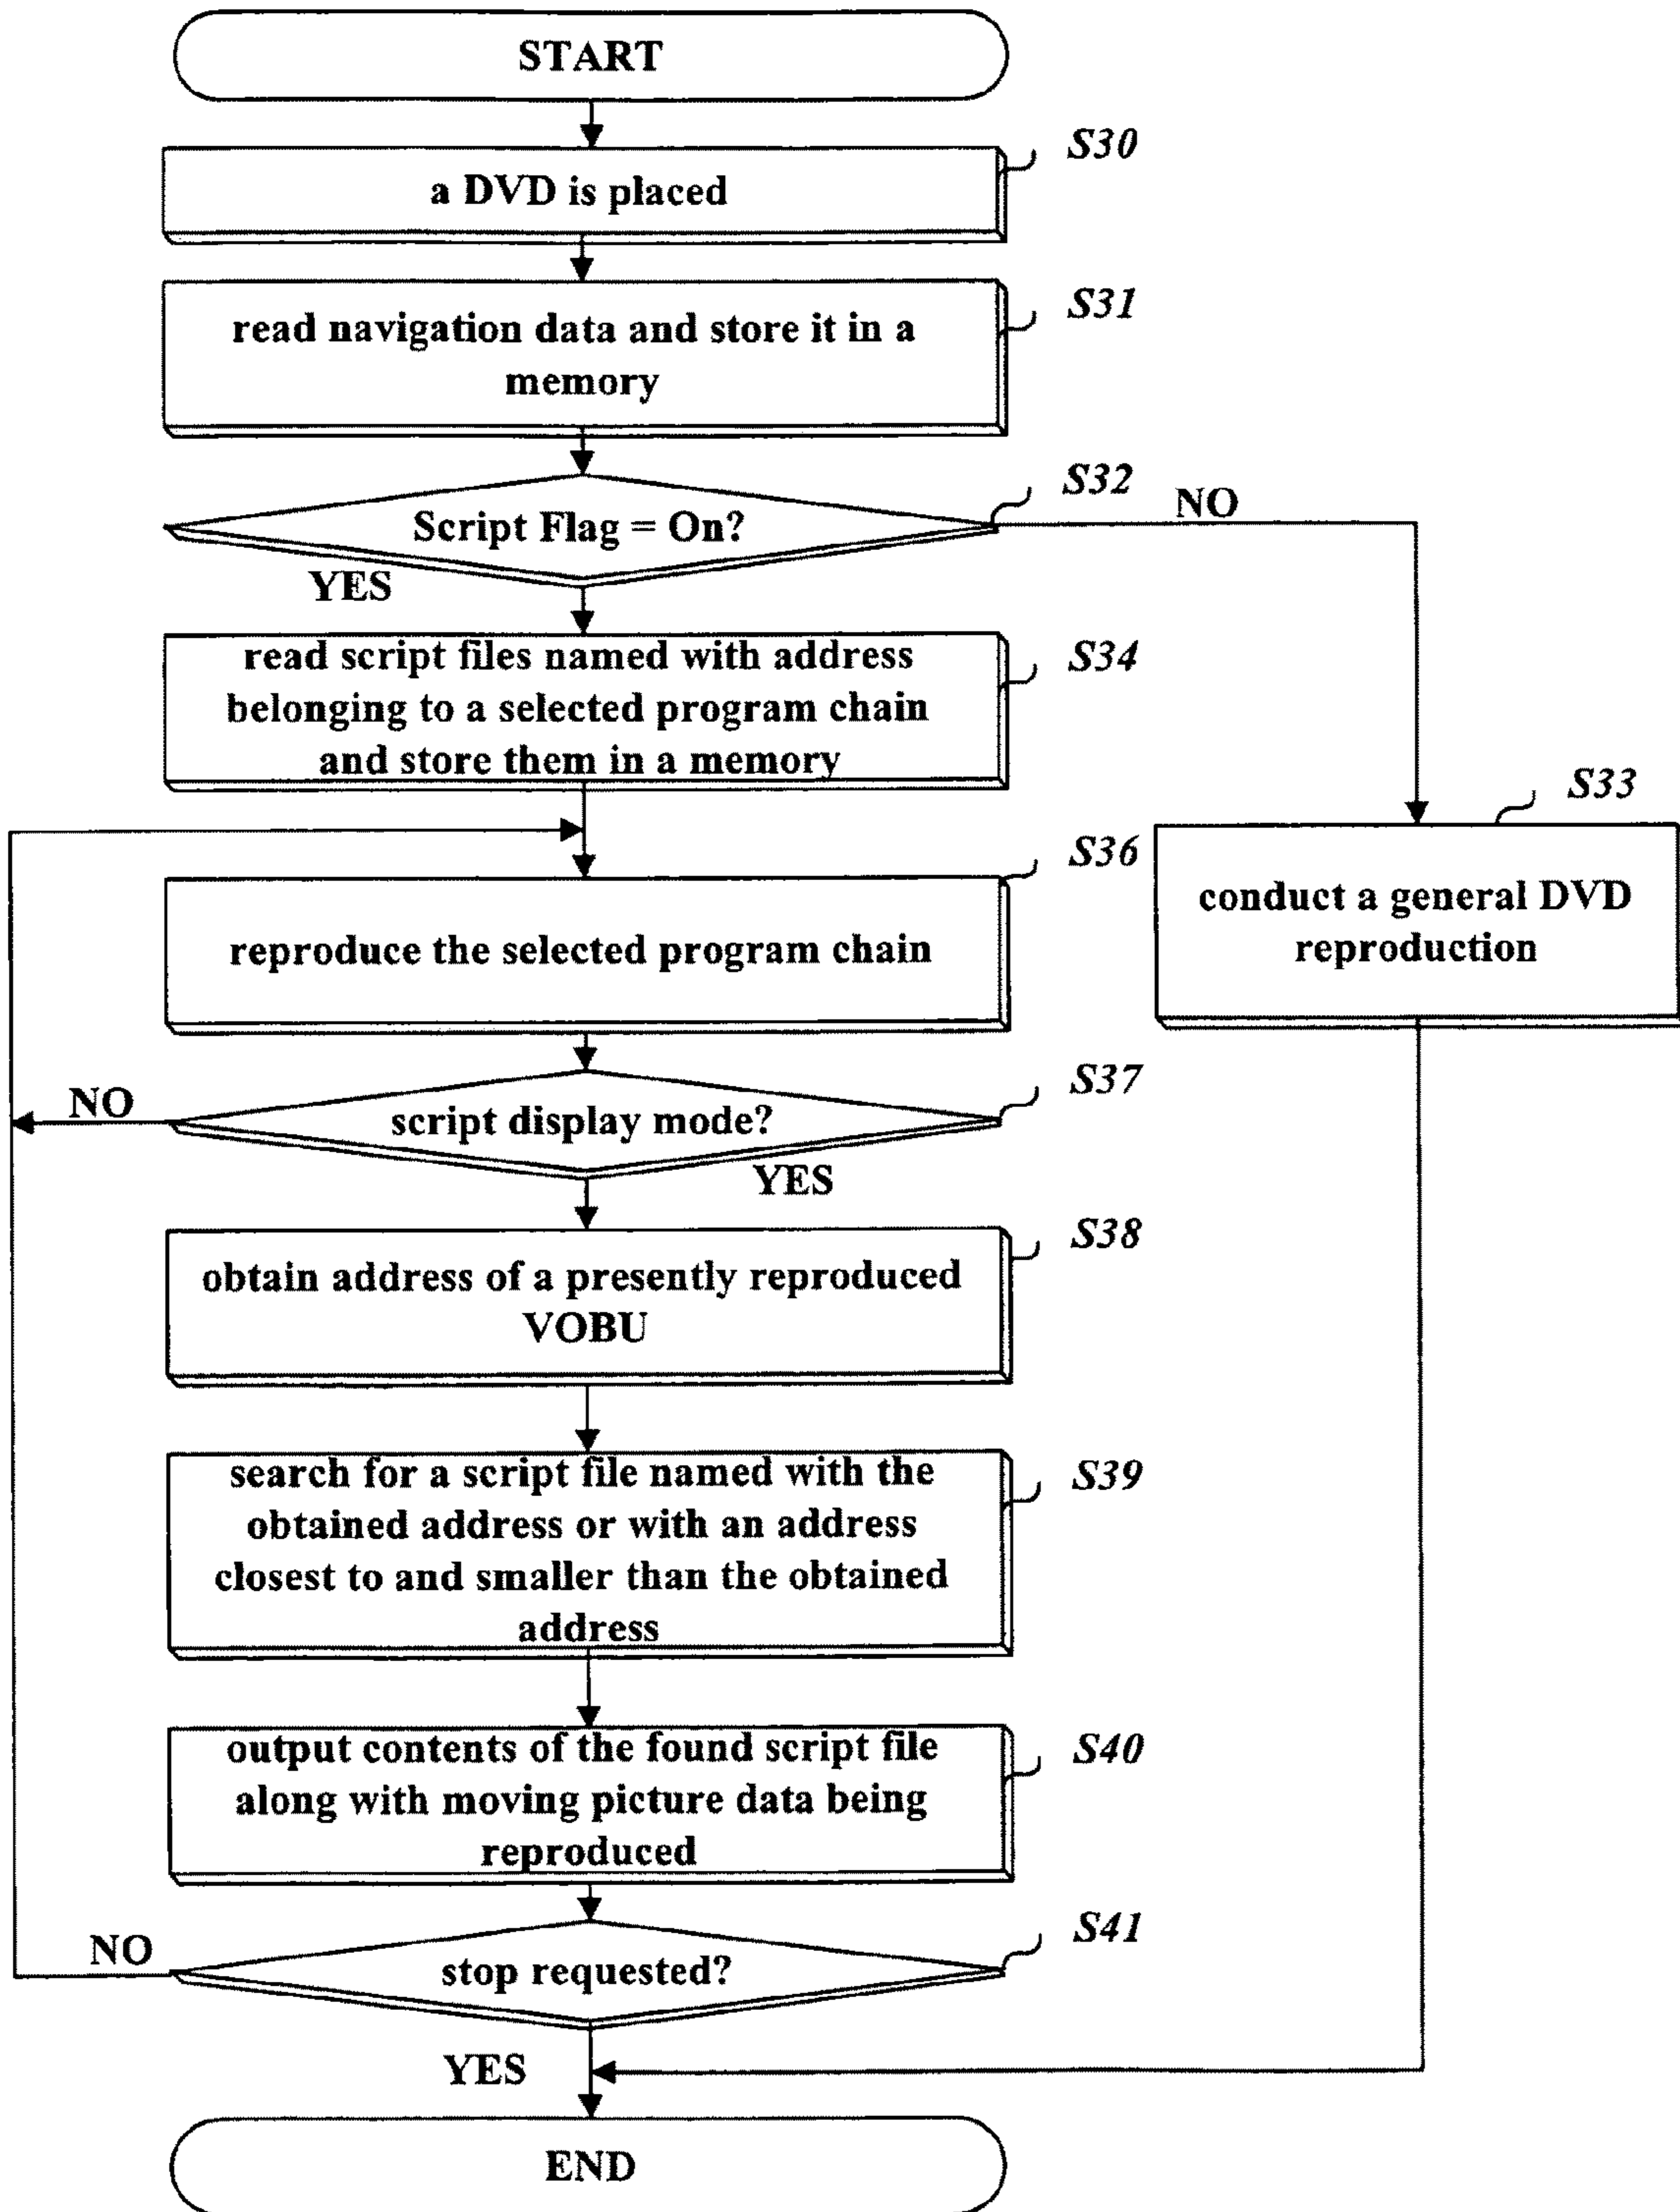 START
S30
a DVD is placed
S31
read navigation data and store it in a
memory
S32
NO
Script Flag = On?
YES
read script files named with address
S34
belonging to a selected program chain
and store them in a memory
S33
S36
conduct a general DVD
reproduction
reproduce the selected program chain
S37
NO
script display mode?
YES
S38
obtain address of a presently reproduced
VOBU
search for a script file named with the
S39
obtained address or with an address
closest to and smaller than the obtained
address
output contents of the found script file
S40
along with moving picture data being
reproduced
S41
NO
stop requested?
YES
END